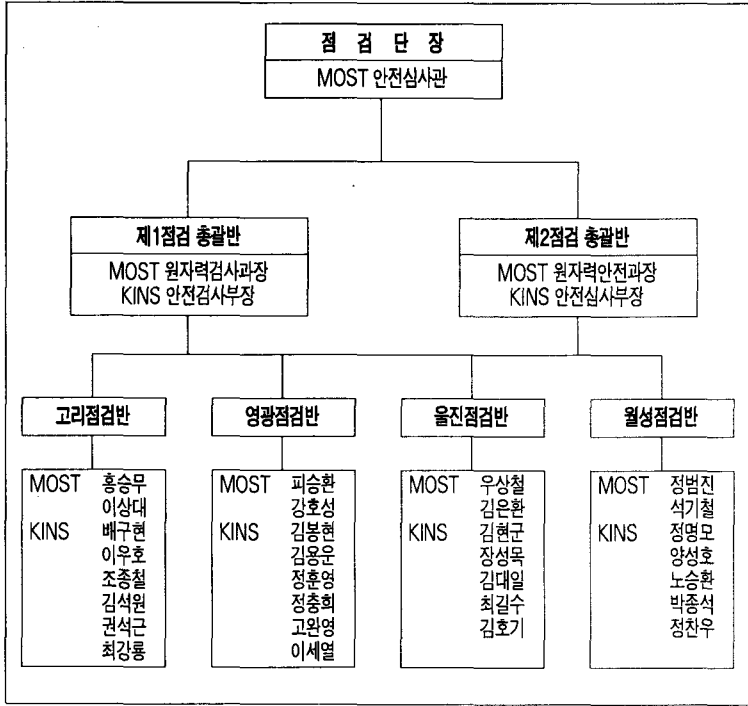 점 검 단 장
MOST 안전심사관
제1점검 총괄반
MOST 원자력검사과장
KINS 안전검사부장
제2점검 총괄반
MOST 원자력안전과장
KINS 안전심사부장
고리점검반
MOST 홍승무
이상대
KINS 배구현
이우호
조종철
김석원
권석근
최강룡
영광점검반
MOST 피승환
강호성
KINS 김봉현
김용운
정훈영
정충희
고완영
이세열
울진점검반
MOST 우상철
김은환
KINS 김현군
장성목
김대일
최길수
김호기
월성점검반
MOST 정범진
석기철
KINS 정명모
양성호
노승환
박종석
정찬우